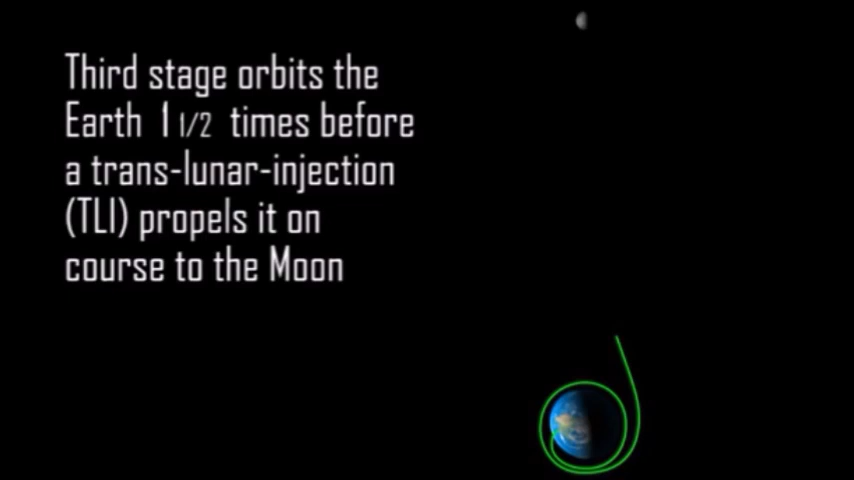 Third stage orbits the
Earth 1 1/2 times before
a trans-lunar-injection
(TLI) propels it on
course to the Moon